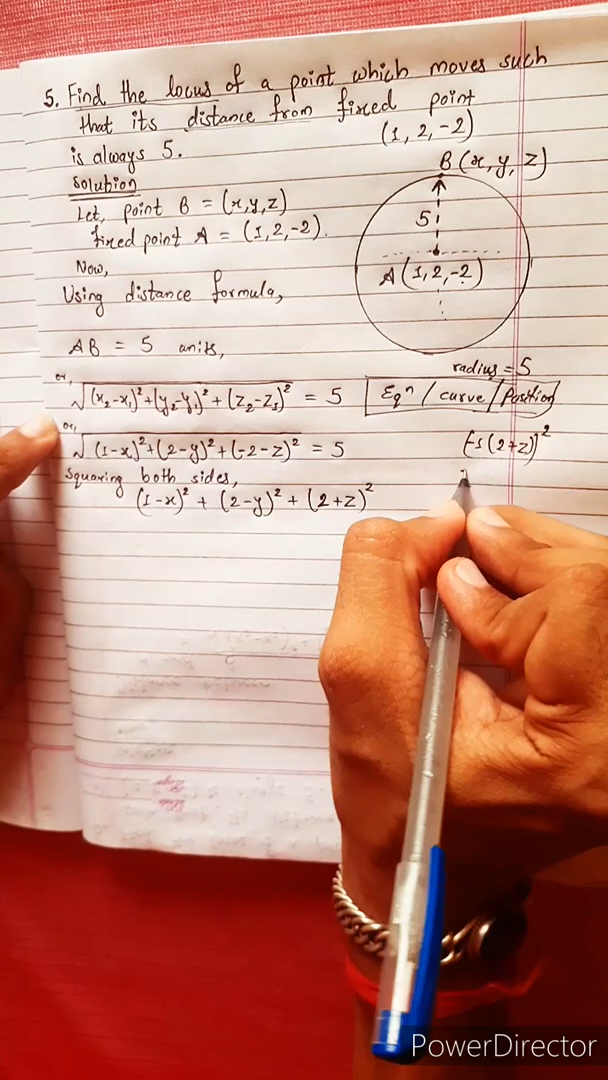 5. Find the locus of a point which moves such
that its distance from fixed point
(1, 2, -2)
is always 5.
Solution
Let, point B = (x,y,z)
fixed point A = (1,2,-2).
Now,
Using distance formula,
AB = 5 units,
B(x,y,z)
5
A(1,2,-2)
radius = 5
or, √(x₂-x₁)²+(y₂-y₁)²+(z₂-z₁)² = 5
Eqⁿ / curve / Position
or, √(1-x)²+(2-y)²+(-2-z)² = 5
(-1(2+z))²
Squaring both sides,
(1-x)² + (2-y)² + (2+z)²
PowerDirector